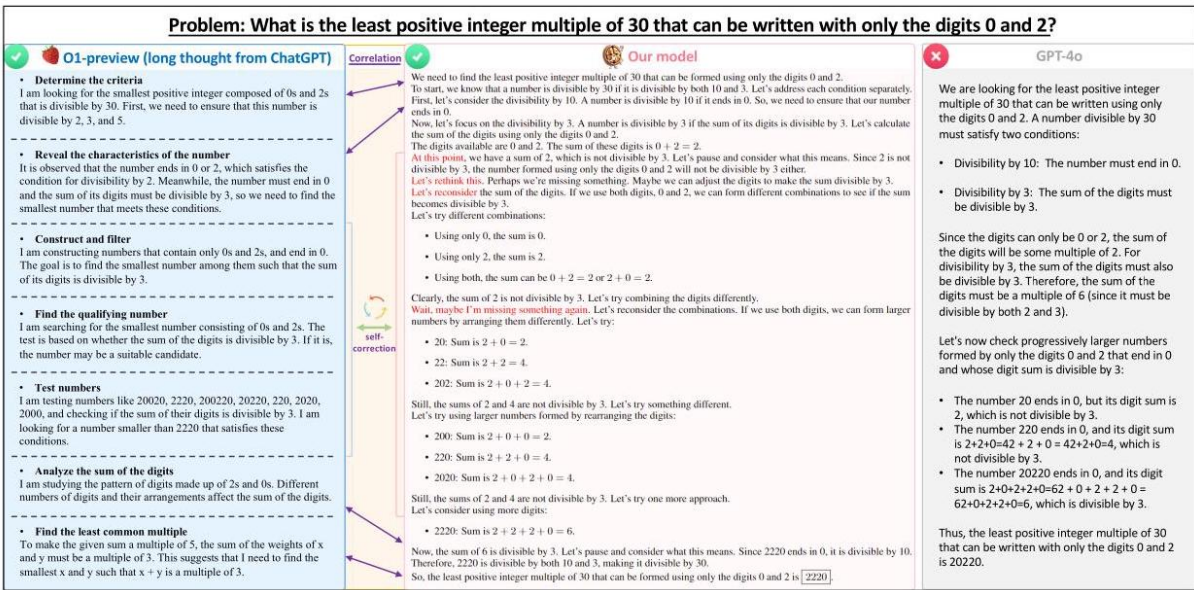 Problem: What is the least positive integer multiple of 30 that can be written with only the digits 0 and 2?
O1-preview (long thought from ChatGPT)
• Determine the criteria
I am looking for the smallest positive integer composed of 0s and 2s
that is divisible by 30. First, we need to ensure that this number is
divisible by 2, 3, and 5.
• Reveal the characteristics of the number
It is observed that the number ends in 0 or 2, which satisfies the
condition for divisibility by 2. Meanwhile, the number must end in 0
and the sum of its digits must be divisible by 3, so we need to find the
smallest number that meets these conditions.
• Construct and filter
I am constructing numbers that contain only 0s and 2s, and end in 0.
The goal is to find the smallest number among them such that the sum
of its digits is divisible by 3.
• Find the qualifying number
I am searching for the smallest number consisting of 0s and 2s. The
test is based on whether the sum of the digits is divisible by 3. If it is,
the number may be a suitable candidate.
• Test numbers
I am testing numbers like 20020, 2220, 200220, 20220, 220, 2020,
2000, and checking if the sum of their digits is divisible by 3. I am
looking for a number smaller than 2220 that satisfies these
conditions.
• Analyze the sum of the digits
I am studying the pattern of digits made up of 2s and 0s. Different
numbers of digits and their arrangements affect the sum of the digits.
• Find the least common multiple
To make the given sum a multiple of 5, the sum of the weights of x
and y must be a multiple of 3. This suggests that I need to find the
smallest x and y such that x + y is a multiple of 3.
Correlation
self-
correction
Our model
We need to find the least positive integer multiple of 30 that can be formed using only the digits 0 and 2.
To start, we know that a number is divisible by 30 if it is divisible by both 10 and 3. Let's address each condition separately.
First, let's consider the divisibility by 10. A number is divisible by 10 if it ends in 0. So, we need to ensure that our number
ends in 0.
Now, let's focus on the divisibility by 3. A number is divisible by 3 if the sum of its digits is divisible by 3. Let's calculate
the sum of the digits using only the digits 0 and 2.
The digits available are 0 and 2. The sum of these digits is 0 + 2 = 2.
At this point, we have a sum of 2, which is not divisible by 3. Let's pause and consider what this means. Since 2 is not
divisible by 3, the number formed using only the digits 0 and 2 will not be divisible by 3 either.
Let's rethink this. Perhaps we're missing something. Maybe we can adjust the digits to make the sum divisible by 3.
Let's reconsider the sum of the digits. If we use both digits, 0 and 2, we can form different combinations to see if the sum
becomes divisible by 3.
Let's try different combinations:
• Using only 0, the sum is 0.
• Using only 2, the sum is 2.
• Using both, the sum can be 0 + 2 = 2 or 2 + 0 = 2.
Clearly, the sum of 2 is not divisible by 3. Let's try combining the digits differently.
Wait, maybe I'm missing something again. Let's reconsider the combinations. If we use both digits, we can form larger
numbers by arranging them differently. Let's try:
• 20: Sum is 2 + 0 = 2.
• 22: Sum is 2 + 2 = 4.
• 202: Sum is 2 + 0 + 2 = 4.
Still, the sums of 2 and 4 are not divisible by 3. Let's try something different.
Let's try using larger numbers formed by rearranging the digits:
• 200: Sum is 2 + 0 + 0 = 2.
• 220: Sum is 2 + 2 + 0 = 4.
• 2020: Sum is 2 + 0 + 2 + 0 = 4.
Still, the sums of 2 and 4 are not divisible by 3. Let's try one more approach.
Let's consider using more digits:
• 2220: Sum is 2 + 2 + 2 + 0 = 6.
Now, the sum of 6 is divisible by 3. Let's pause and consider what this means. Since 2220 ends in 0, it is divisible by 10.
Therefore, 2220 is divisible by both 10 and 3, making it divisible by 30.
So, the least positive integer multiple of 30 that can be formed using only the digits 0 and 2 is 2220.
GPT-4o
We are looking for the least positive integer
multiple of 30 that can be written using only
the digits 0 and 2. A number divisible by 30
must satisfy two conditions:
• Divisibility by 10: The number must end in 0.
• Divisibility by 3: The sum of the digits must
be divisible by 3.
Since the digits can only be 0 or 2, the sum of
the digits will be some multiple of 2. For
divisibility by 3, the sum of the digits must also
be divisible by 3. Therefore, the sum of the
digits must be a multiple of 6 (since it must be
divisible by both 2 and 3).
Let's now check progressively larger numbers
formed by only the digits 0 and 2 that end in 0
and whose digit sum is divisible by 3:
• The number 20 ends in 0, but its digit sum is
2, which is not divisible by 3.
• The number 220 ends in 0, and its digit sum
is 2+2+0=42 + 2 + 0 = 42+2+0=4, which is
not divisible by 3.
• The number 20220 ends in 0, and its digit
sum is 2+0+2+2+0=62 + 0 + 2 + 2 + 0 =
62+0+2+2+0=6, which is divisible by 3.
Thus, the least positive integer multiple of 30
that can be written with only the digits 0 and 2
is 20220.